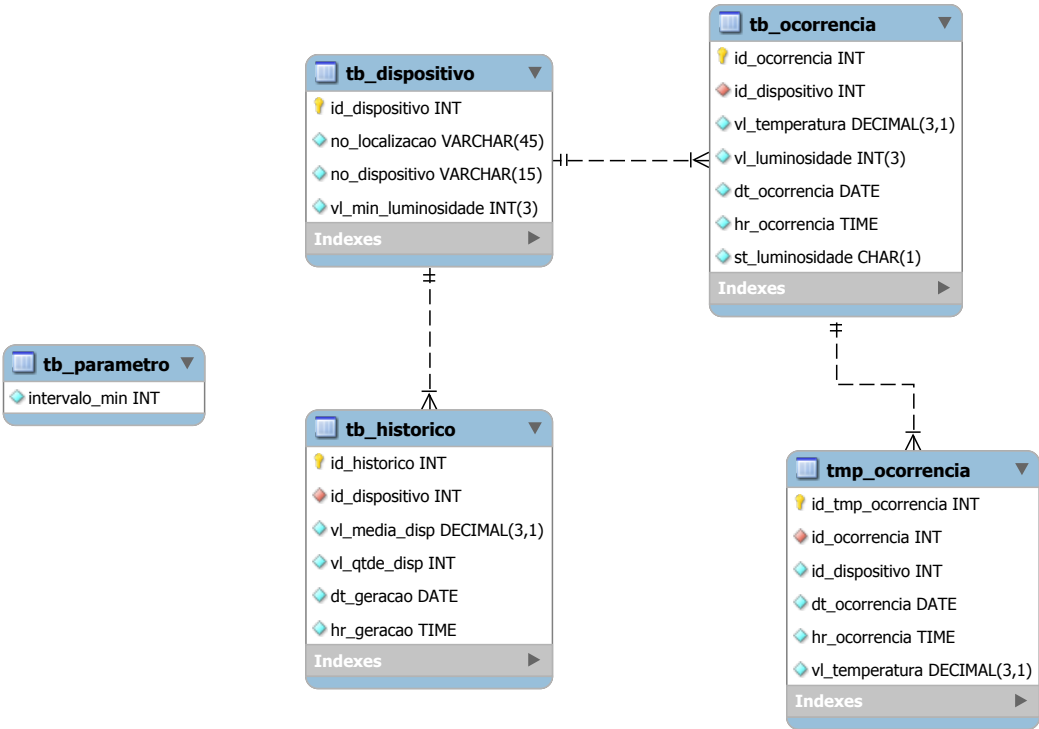 tb_ocorrencia
id_ocorrencia INT
id_dispositivo INT
vl_temperatura DECIMAL(3,1)
vl_luminosidade INT(3)
dt_ocorrencia DATE
hr_ocorrencia TIME
st_luminosidade CHAR(1)
Indexes
tb_dispositivo
id_dispositivo INT
no_localizacao VARCHAR(45)
no_dispositivo VARCHAR(15)
vl_min_luminosidade INT(3)
Indexes
tb_parametro
intervalo_min INT
tb_historico
id_historico INT
id_dispositivo INT
vl_media_disp DECIMAL(3,1)
vl_qtde_disp INT
dt_geracao DATE
hr_geracao TIME
Indexes
tmp_ocorrencia
id_tmp_ocorrencia INT
id_ocorrencia INT
id_dispositivo INT
dt_ocorrencia DATE
hr_ocorrencia TIME
vl_temperatura DECIMAL(3,1)
Indexes